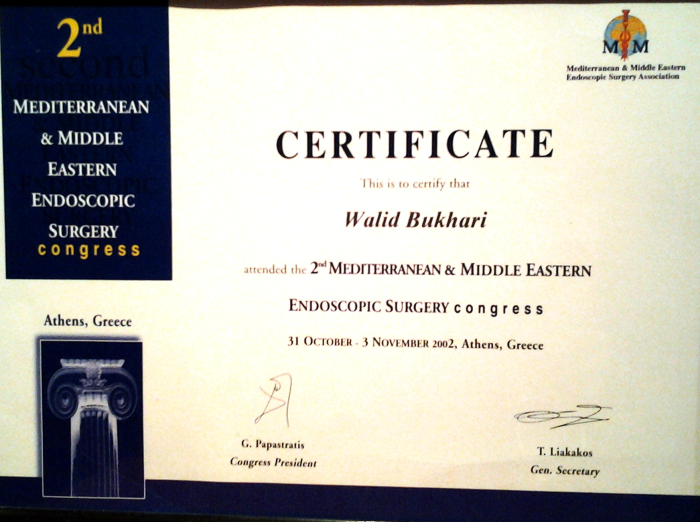 2nd
second
MEDITERRANEAN
& MIDDLE
EASTERN
ENDOSCOPIC
SURGERY
congress
Athens, Greece
M M
Mediterranean & Middle Eastern
Endoscopic Surgery Association
CERTIFICATE
This is to certify that
Walid Bukhari
attended the 2nd MEDITERRANEAN & MIDDLE EASTERN
ENDOSCOPIC SURGERY congress
31 OCTOBER - 3 NOVEMBER 2002, Athens, Greece
G. Papastratis
Congress President
T. Liakakos
Gen. Secretary